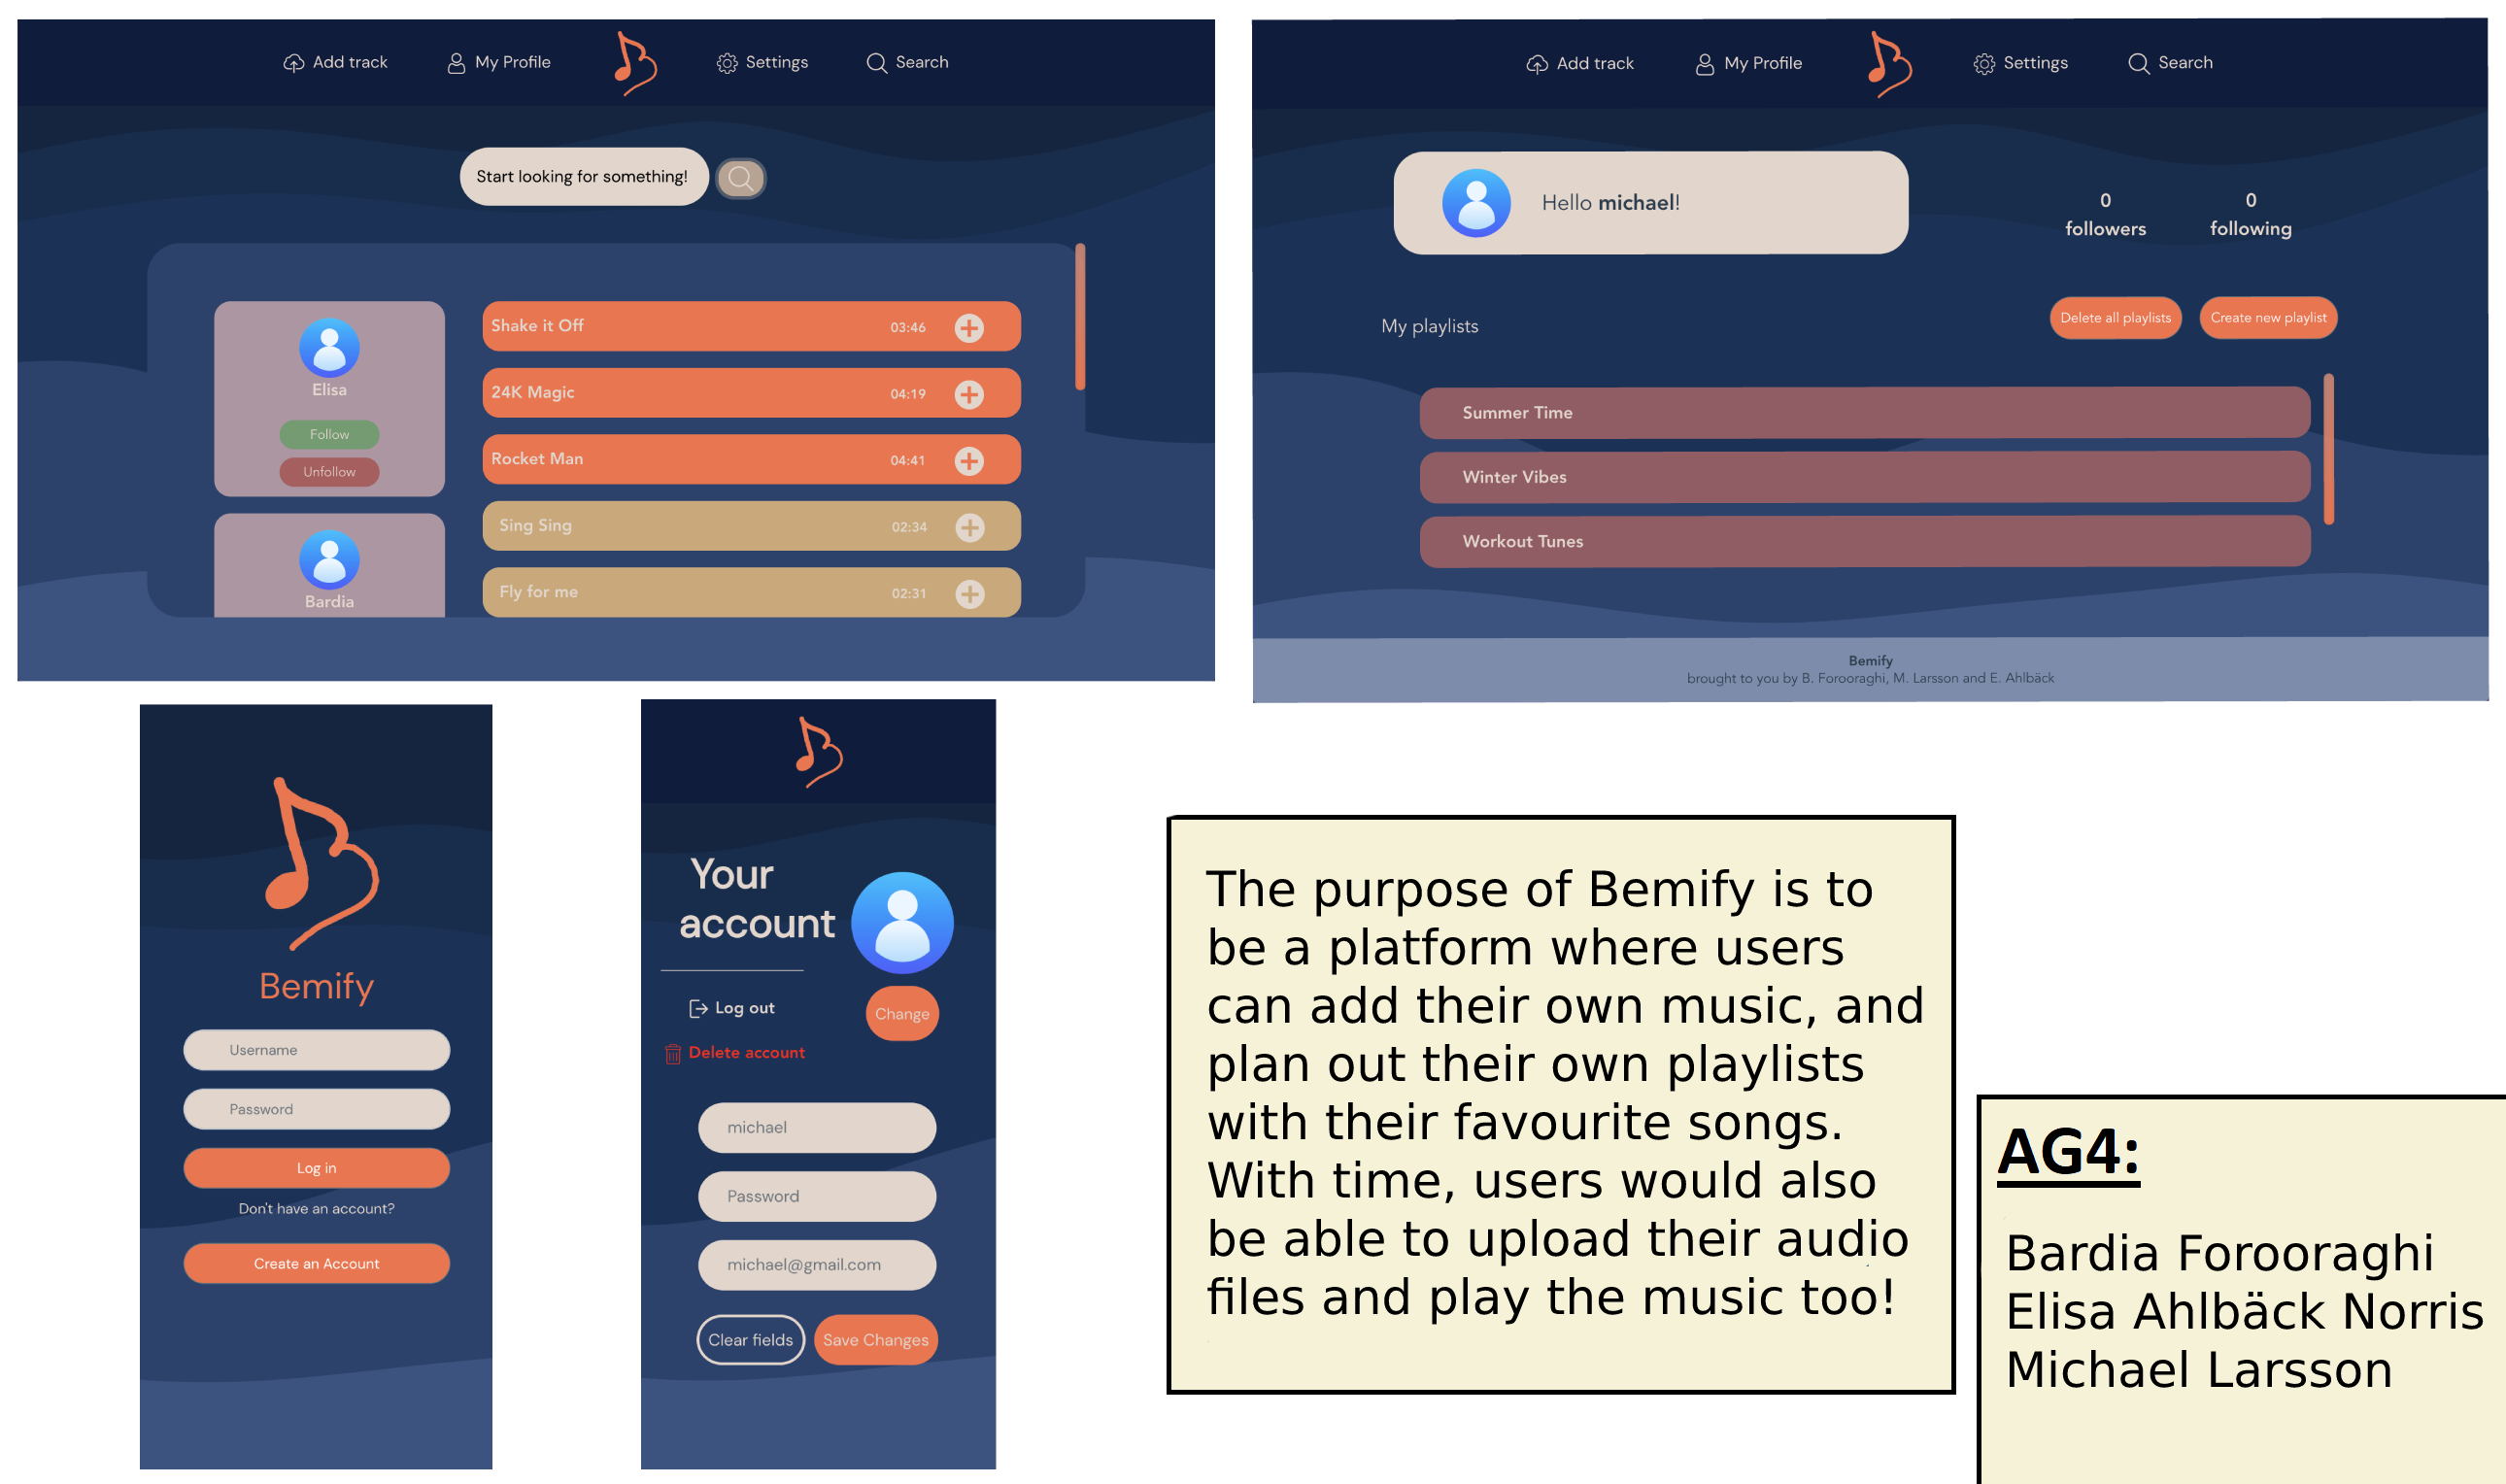 Add track
My Profile
Settings
Search
Start looking for something!
Elisa
Follow
Unfollow
Bardia
Shake it Off 03:46
24K Magic 04:19
Rocket Man 04:41
Sing Sing 02:34
Fly for me 02:31
Add track
My Profile
Settings
Search
Hello michael!
0
followers
0
following
My playlists
Delete all playlists
Create new playlist
Summer Time
Winter Vibes
Workout Tunes
Bemify
brought to you by B. Forooraghi, M. Larsson and E. Ahlbäck
Bemify
Username
Password
Log in
Don't have an account?
Create an Account
Your
account
Log out
Delete account
Change
michael
Password
michael@gmail.com
Clear fields
Save Changes
The purpose of Bemify is to
be a platform where users
can add their own music, and
plan out their own playlists
with their favourite songs.
With time, users would also
be able to upload their audio
files and play the music too!
AG4:
Bardia Forooraghi
Elisa Ahlbäck Norris
Michael Larsson